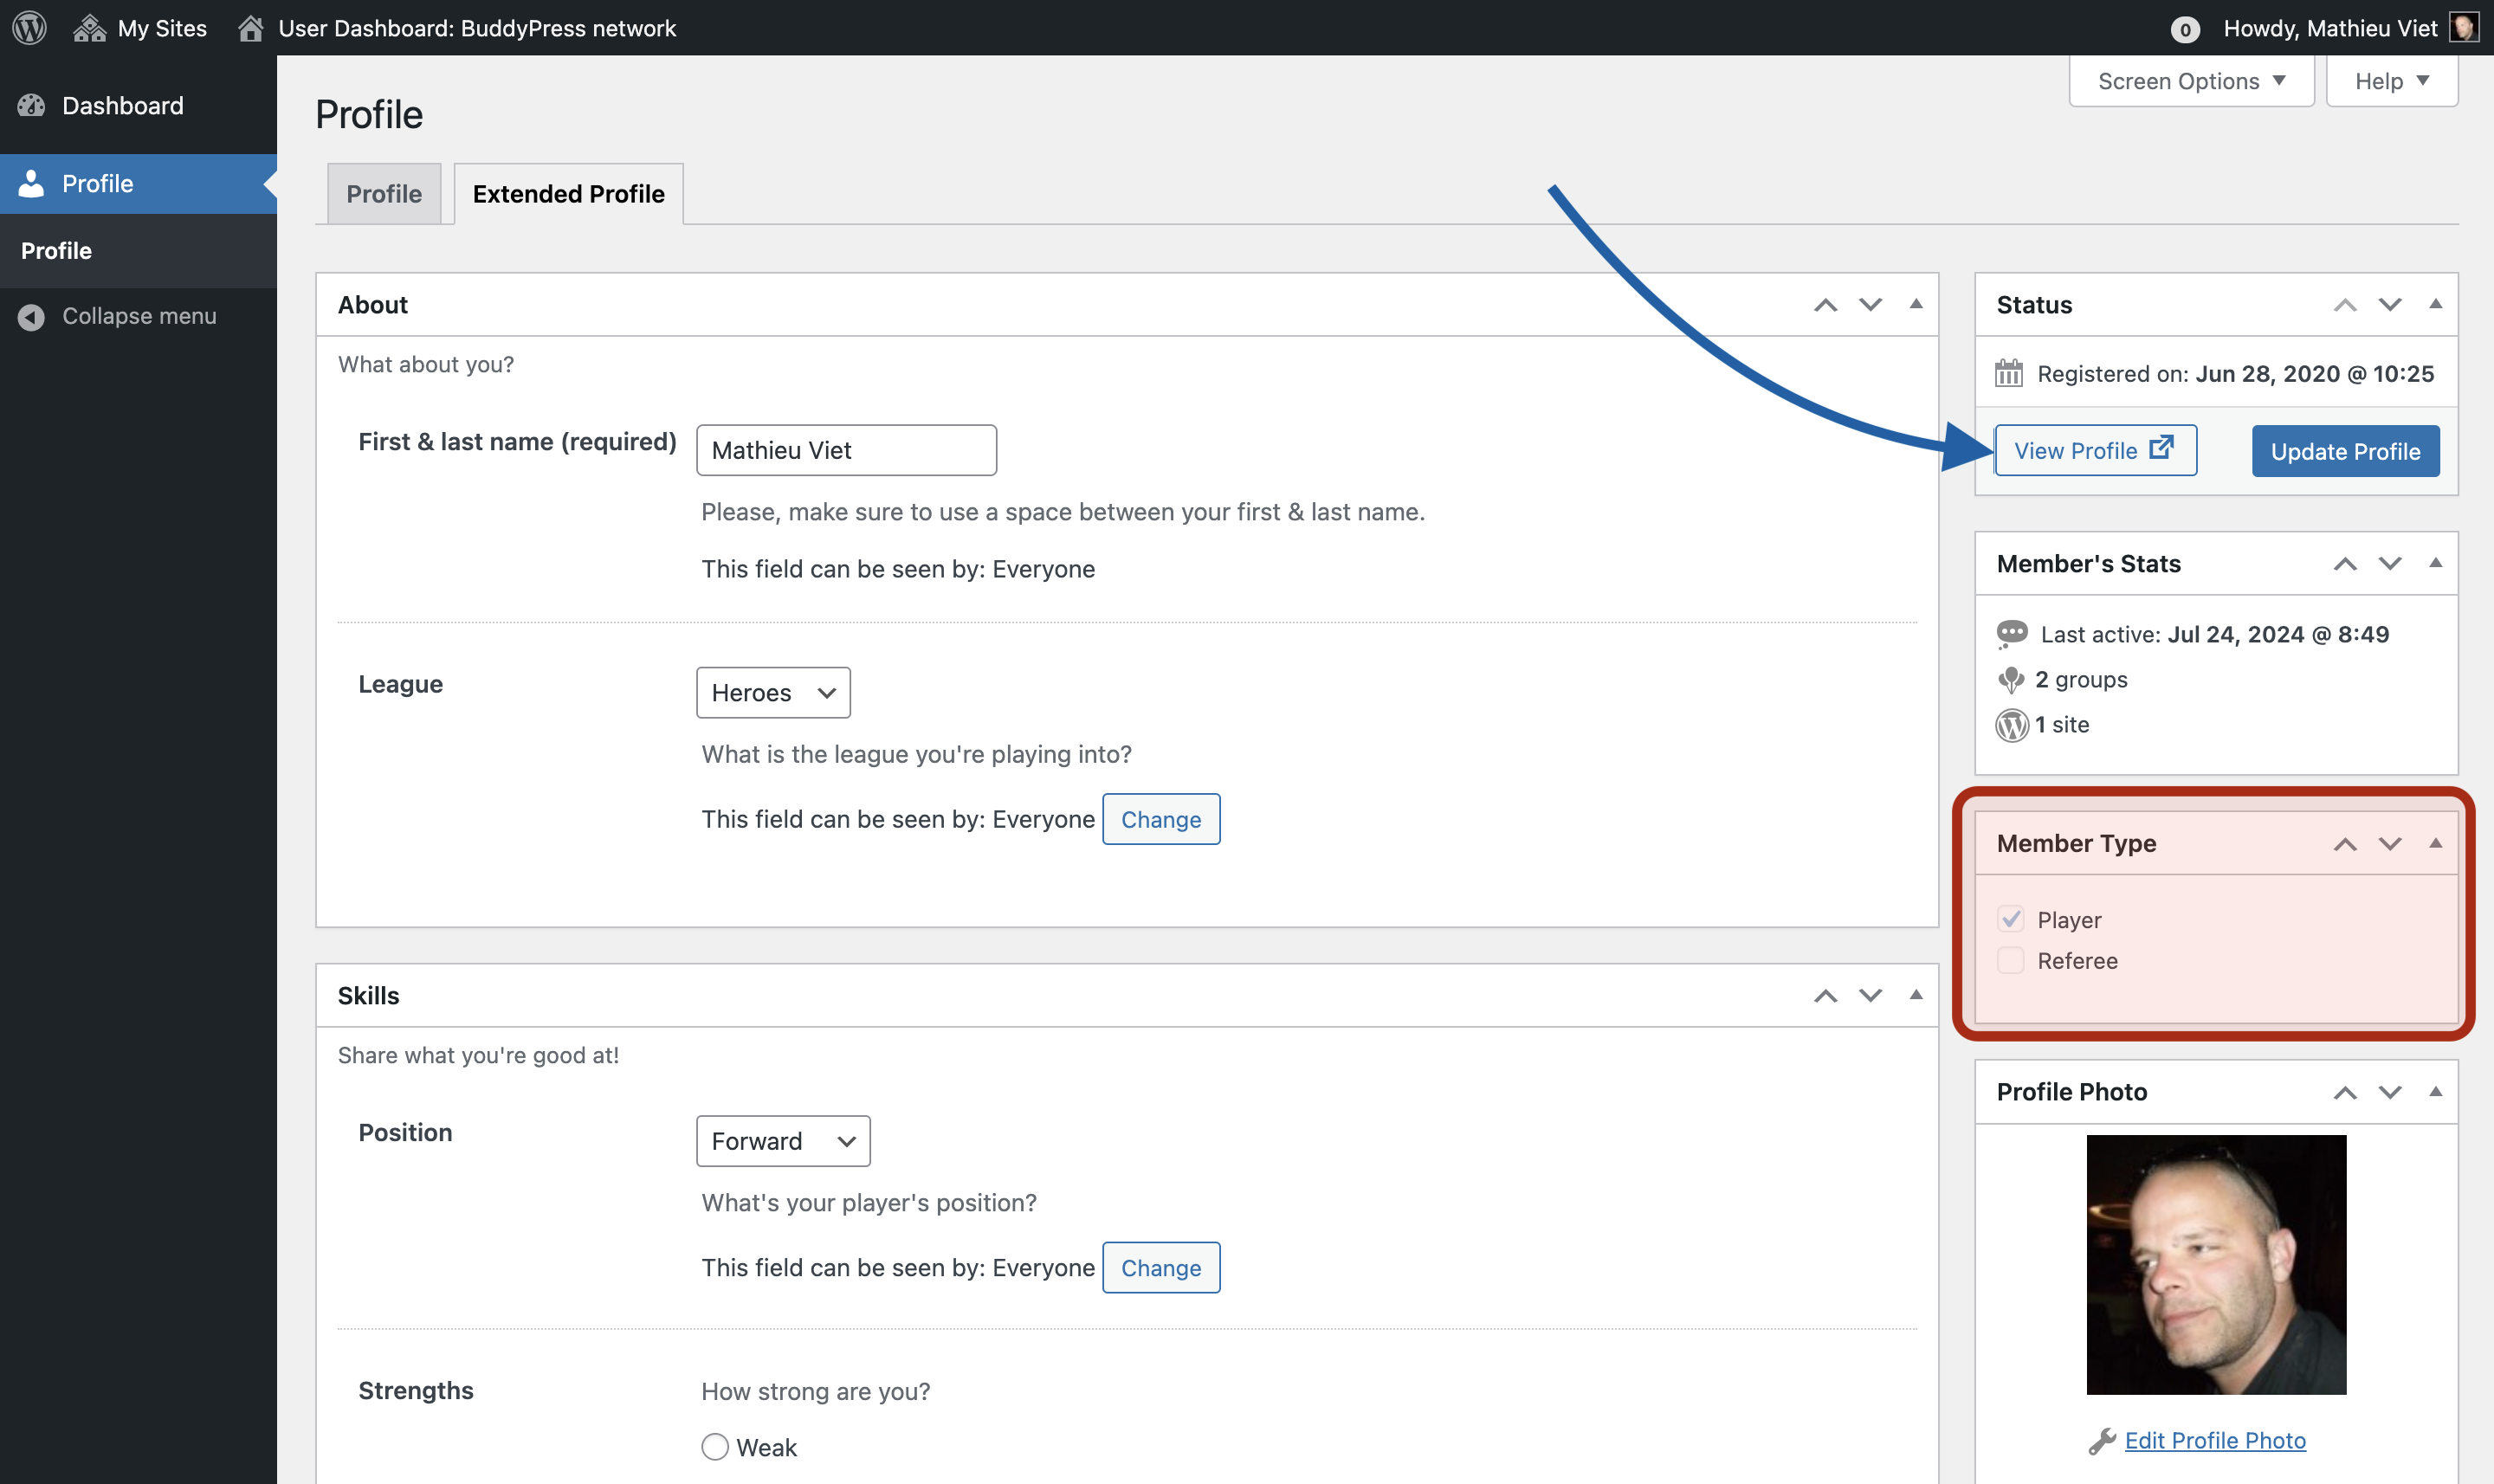 My Sites
User Dashboard: BuddyPress network
0
Howdy, Mathieu Viet
Dashboard
Profile
Profile
Collapse menu
Screen Options
Help
Profile
Profile
Extended Profile
About
What about you?
First & last name (required)
Mathieu Viet
Please, make sure to use a space between your first & last name.
This field can be seen by: Everyone
League
Heroes
What is the league you're playing into?
This field can be seen by: Everyone
Change
Skills
Share what you're good at!
Position
Forward
What's your player's position?
This field can be seen by: Everyone
Change
Strengths
How strong are you?
Weak
Status
Registered on: Jun 28, 2020 @ 10:25
View Profile
Update Profile
Member's Stats
Last active: Jul 24, 2024 @ 8:49
2 groups
1 site
Member Type
Player
Referee
Profile Photo
Edit Profile Photo